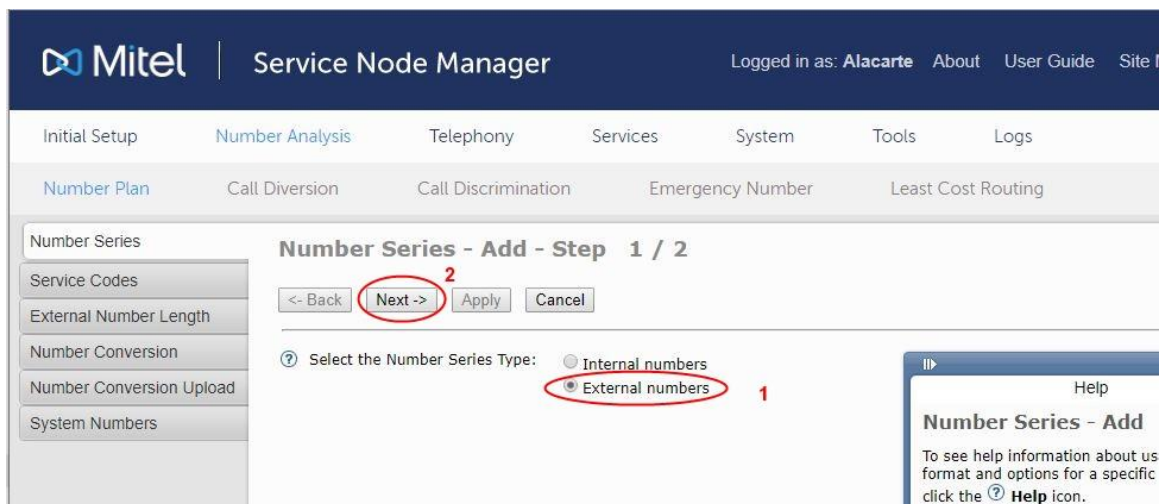 Mitel | Service Node Manager
Logged in as: Alacarte About User Guide Site
Initial Setup Number Analysis Telephony Services System Tools Logs
Number Plan Call Diversion Call Discrimination Emergency Number Least Cost Routing
Number Series
Service Codes
External Number Length
Number Conversion
Number Conversion Upload
System Numbers
Number Series - Add - Step 1 / 2
2
<- Back Next -> Apply Cancel
? Select the Number Series Type: Internal numbers
External numbers 1
Help
Number Series - Add
To see help information about us
format and options for a specific
click the ? Help icon.